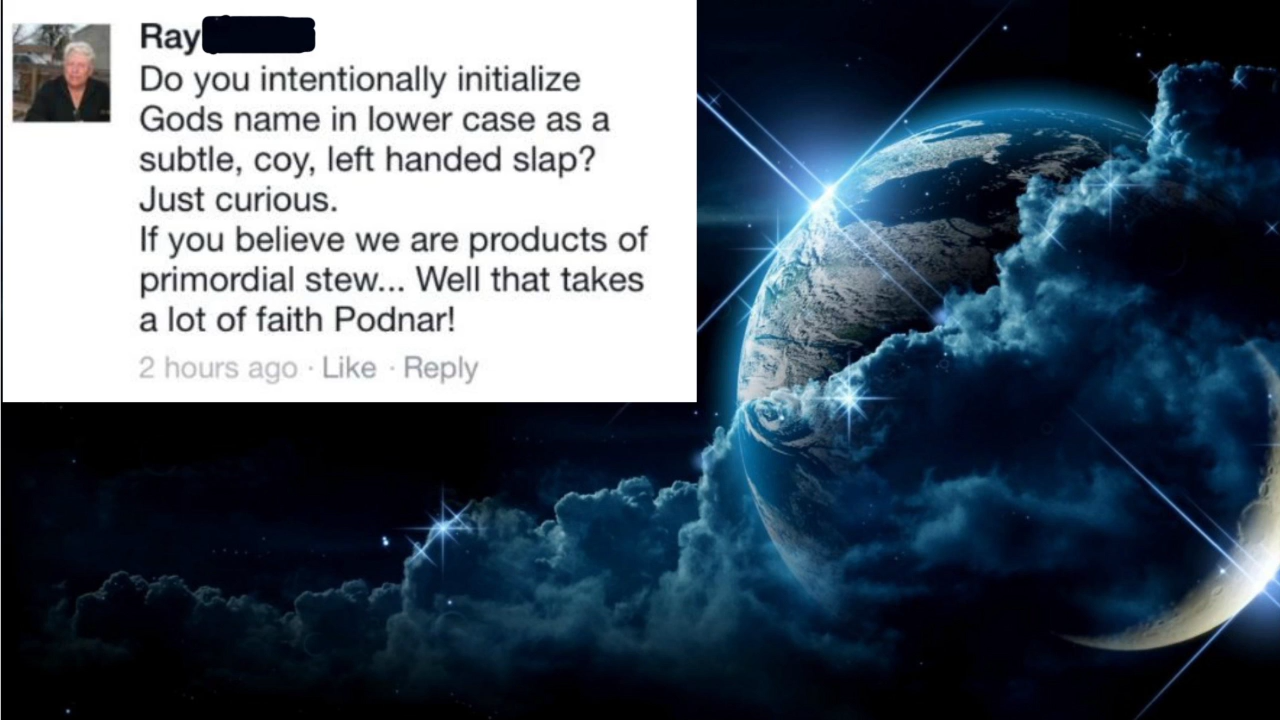 Ray
Do you intentionally initialize
Gods name in lower case as a
subtle, coy, left handed slap?
Just curious.
If you believe we are products of
primordial stew... Well that takes
a lot of faith Podnar!
2 hours ago · Like · Reply